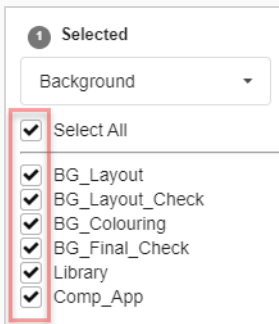 1 Selected
Background
Select All
BG_Layout
BG_Layout_Check
BG_Colouring
BG_Final_Check
Library
Comp_App